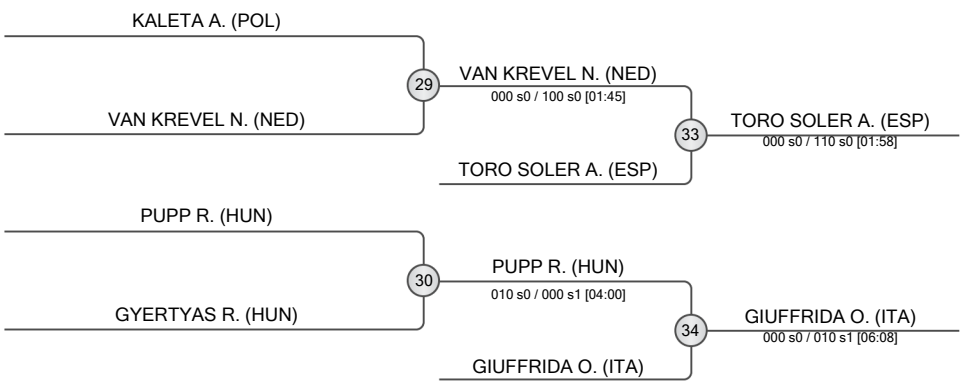 KALETA A. (POL)
29
VAN KREVEL N. (NED)
000 s0 / 100 s0 [01:45]
VAN KREVEL N. (NED)
33
TORO SOLER A. (ESP)
000 s0 / 110 s0 [01:58]
TORO SOLER A. (ESP)
PUPP R. (HUN)
30
PUPP R. (HUN)
010 s0 / 000 s1 [04:00]
GYERTYAS R. (HUN)
34
GIUFFRIDA O. (ITA)
000 s0 / 010 s1 [06:08]
GIUFFRIDA O. (ITA)